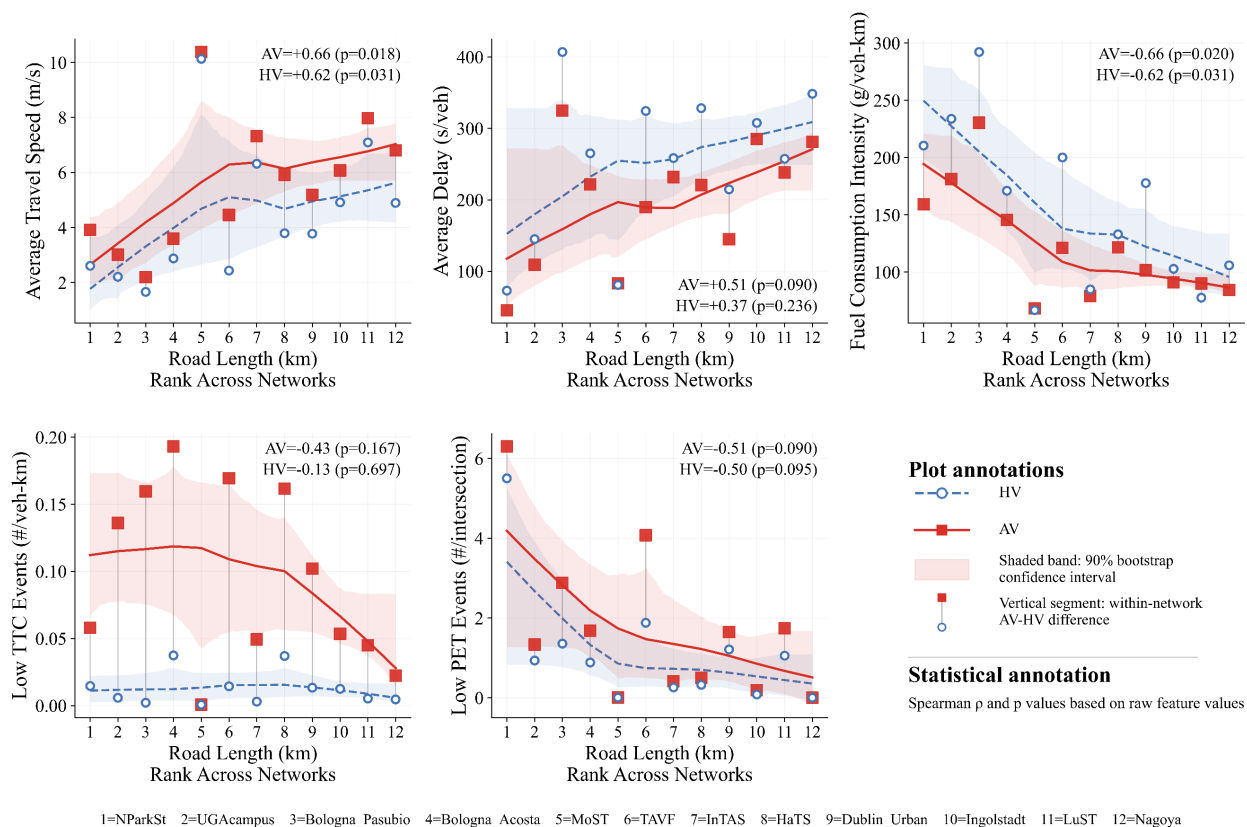 AV=+0.66 (p=0.018)
HV=+0.62 (p=0.031)
Average Travel Speed (m/s)
10
8
6
4
2
1 2 3 4 5 6 7 8 9 10 11 12
Road Length (km)
Rank Across Networks
AV=+0.51 (p=0.090)
HV=+0.37 (p=0.236)
Average Delay (s/veh)
400
300
200
100
1 2 3 4 5 6 7 8 9 10 11 12
Road Length (km)
Rank Across Networks
AV=-0.66 (p=0.020)
HV=-0.62 (p=0.031)
Fuel Consumption Intensity (g/veh-km)
300
250
200
150
100
1 2 3 4 5 6 7 8 9 10 11 12
Road Length (km)
Rank Across Networks
AV=-0.43 (p=0.167)
HV=-0.13 (p=0.697)
Low TTC Events (#/veh-km)
0.20
0.15
0.10
0.05
0.00
1 2 3 4 5 6 7 8 9 10 11 12
Road Length (km)
Rank Across Networks
AV=-0.51 (p=0.090)
HV=-0.50 (p=0.095)
Low PET Events (#/intersection)
6
4
2
0
1 2 3 4 5 6 7 8 9 10 11 12
Road Length (km)
Rank Across Networks
Plot annotations
HV
AV
Shaded band: 90% bootstrap
confidence interval
Vertical segment: within-network
AV-HV difference
Statistical annotation
Spearman ρ and p values based on raw feature values
1=NParkSt 2=UGAcampus 3=Bologna_Pasubio 4=Bologna_Acosta 5=MoST 6=TAVF 7=InTAS 8=HaTS 9=Dublin_Urban 10=Ingolstadt 11=LuST 12=Nagoya